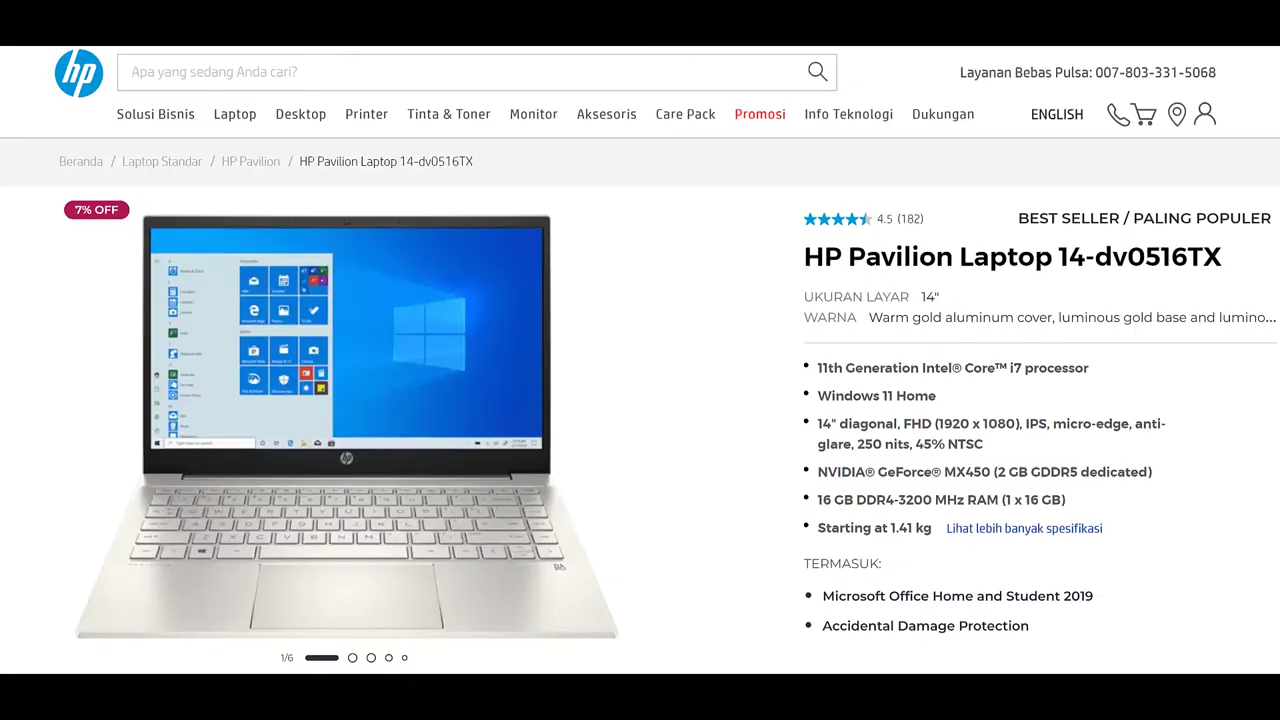 hp
Apa yang sedang Anda cari?
Layanan Bebas Pulsa: 007-803-331-5068
Solusi Bisnis Laptop Desktop Printer Tinta & Toner Monitor Aksesoris Care Pack Promosi Info Teknologi Dukungan ENGLISH
Beranda / Laptop Standar / HP Pavilion / HP Pavilion Laptop 14-dv0516TX
7% OFF
4.5 (182)
BEST SELLER / PALING POPULER
HP Pavilion Laptop 14-dv0516TX
UKURAN LAYAR 14"
WARNA Warm gold aluminum cover, luminous gold base and lumino...
11th Generation Intel® Core™ i7 processor
Windows 11 Home
14" diagonal, FHD (1920 x 1080), IPS, micro-edge, anti-
glare, 250 nits, 45% NTSC
NVIDIA® GeForce® MX450 (2 GB GDDR5 dedicated)
16 GB DDR4-3200 MHz RAM (1 x 16 GB)
Starting at 1.41 kg Lihat lebih banyak spesifikasi
TERMASUK:
Microsoft Office Home and Student 2019
Accidental Damage Protection
1/6